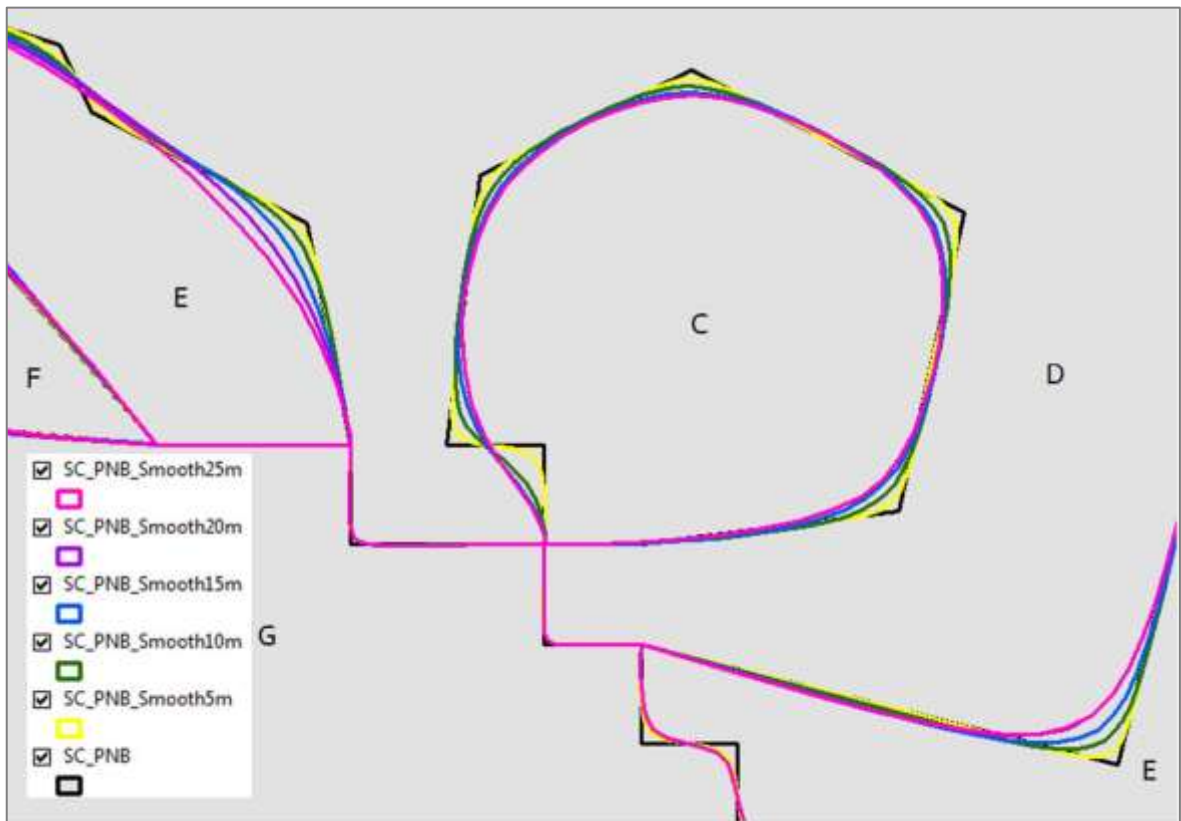 C
D
E
F
G
E
SC_PNB_Smooth25m
SC_PNB_Smooth20m
SC_PNB_Smooth15m
SC_PNB_Smooth10m
SC_PNB_Smooth5m
SC_PNB